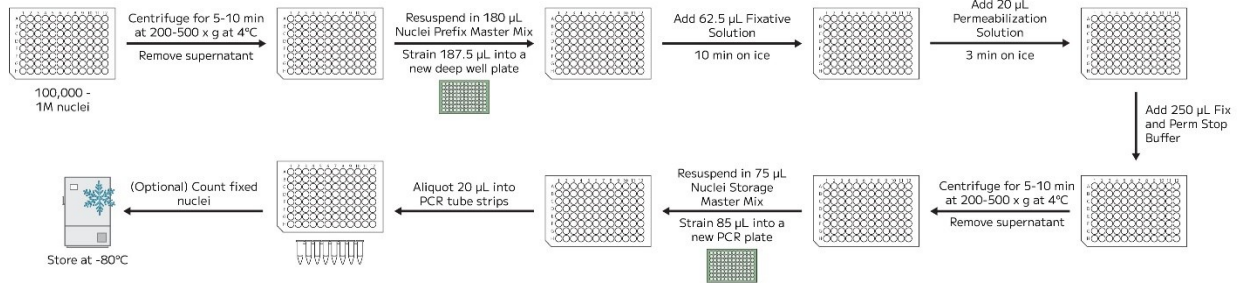 Centrifuge for 5-10 min
at 200-500 x g at 4°C
Remove supernatant
100,000 -
1M nuclei
Resuspend in 180 µL
Nuclei Prefix Master Mix
Strain 187.5 µL into a
new deep well plate
Add 62.5 µL Fixative
Solution
10 min on ice
Add 20 µL
Permeabilization
Solution
3 min on ice
Add 250 µL Fix
and Perm Stop
Buffer
Centrifuge for 5-10 min
at 200-500 x g at 4°C
Remove supernatant
Resuspend in 75 µL
Nuclei Storage
Master Mix
Strain 85 µL into a
new PCR plate
Aliquot 20 µL into
PCR tube strips
(Optional) Count fixed
nuclei
Store at -80°C